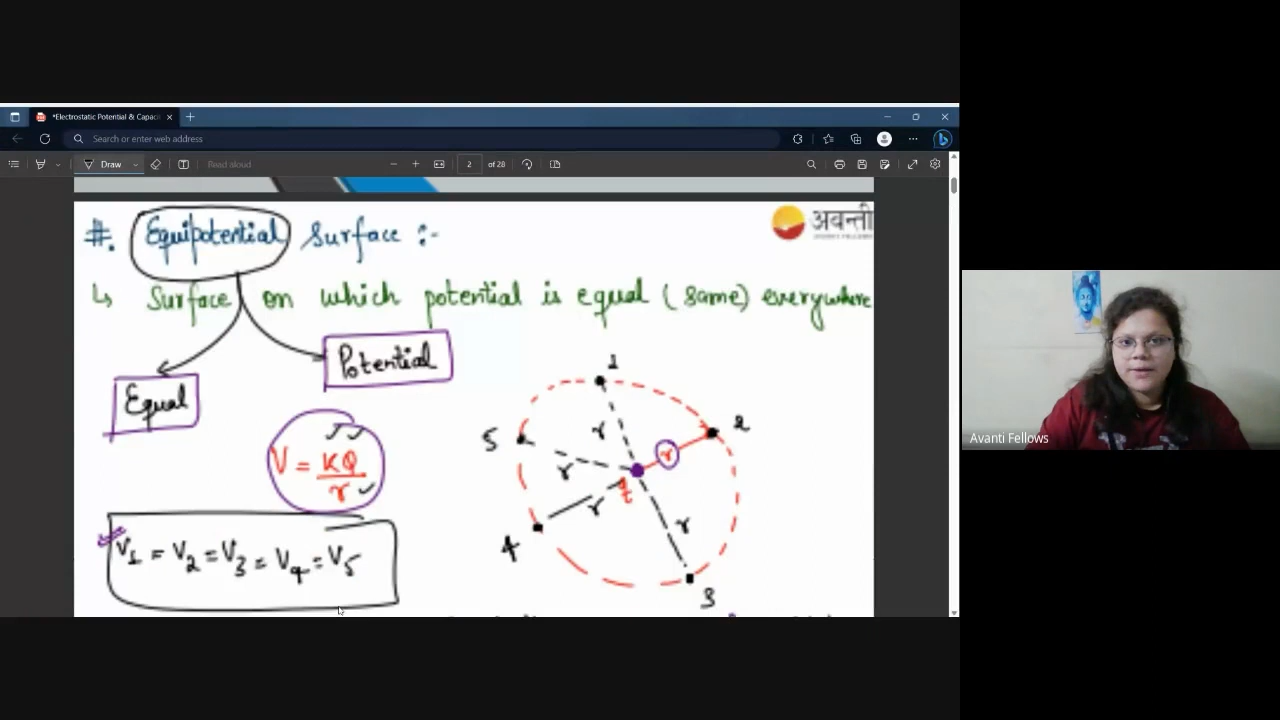 *Electrostatic Potential & Capaci
Search or enter web address
Draw
Read aloud
2
of 28
#. Equipotential Surface :-
अवन्ती
↳ Surface on which potential is equal (same) everywhere
Potential
Equal
V = KQ
r
V1 = V2 = V3 = V4 = V5
1
2
5
r
r
r
r
r
4
3
Avanti Fellows